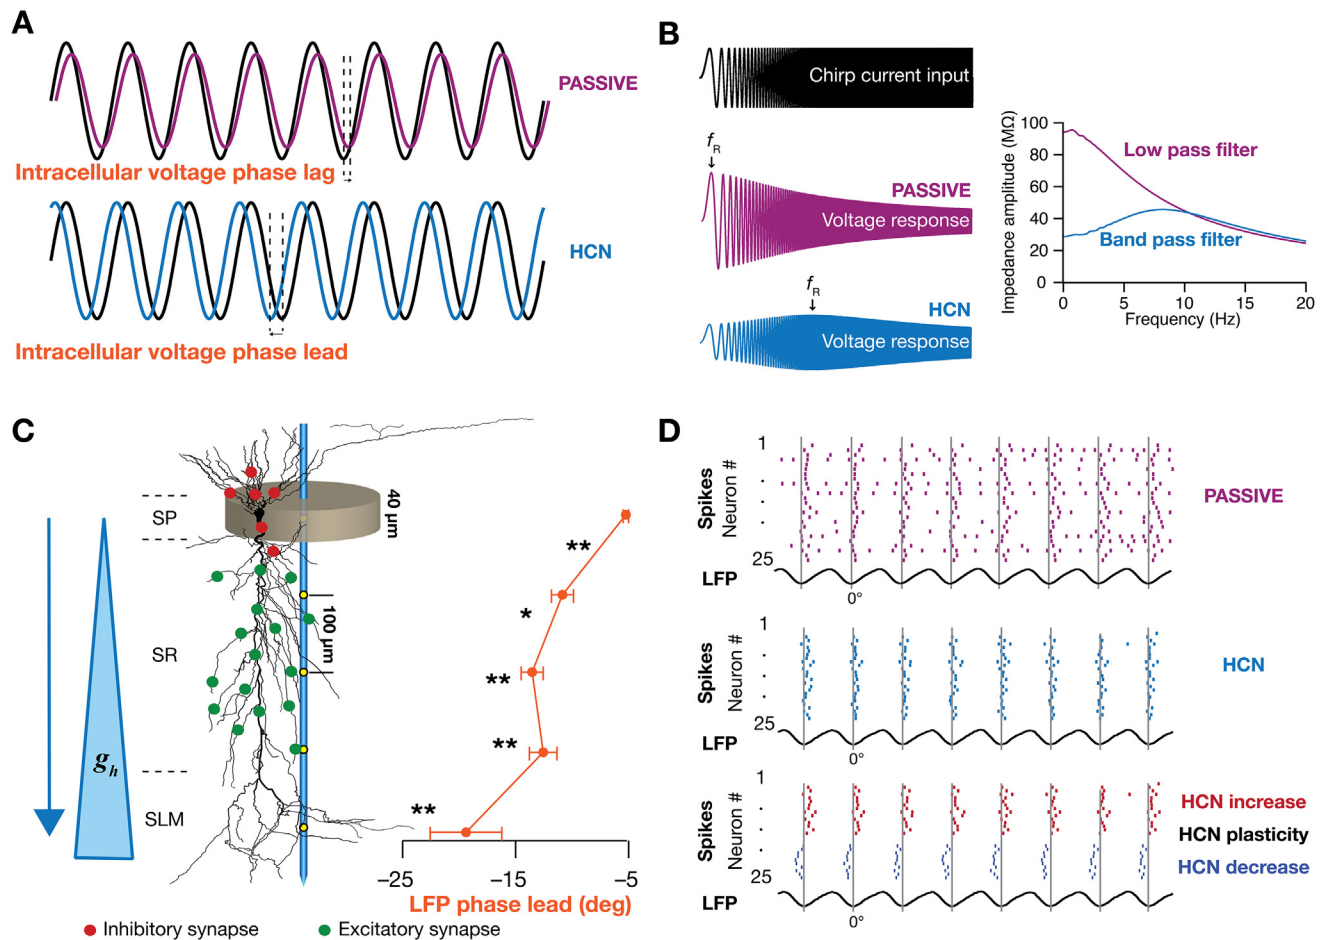 A
PASSIVE
Intracellular voltage phase lag
HCN
Intracellular voltage phase lead
B
Chirp current input
fR
PASSIVE
Voltage response
fR
HCN
Voltage response
Impedance amplitude (MΩ)
100
80
60
40
20
0
Low pass filter
Band pass filter
0 5 10 15 20
Frequency (Hz)
C
SP
SR
SLM
gh
40 µm
100 µm
**
*
**
**
**
−25 −15 −5
LFP phase lead (deg)
Inhibitory synapse
Excitatory synapse
D
Spikes
Neuron #
1
25
LFP
0°
PASSIVE
Spikes
Neuron #
1
25
LFP
0°
HCN
Spikes
Neuron #
1
25
LFP
0°
HCN increase
HCN plasticity
HCN decrease